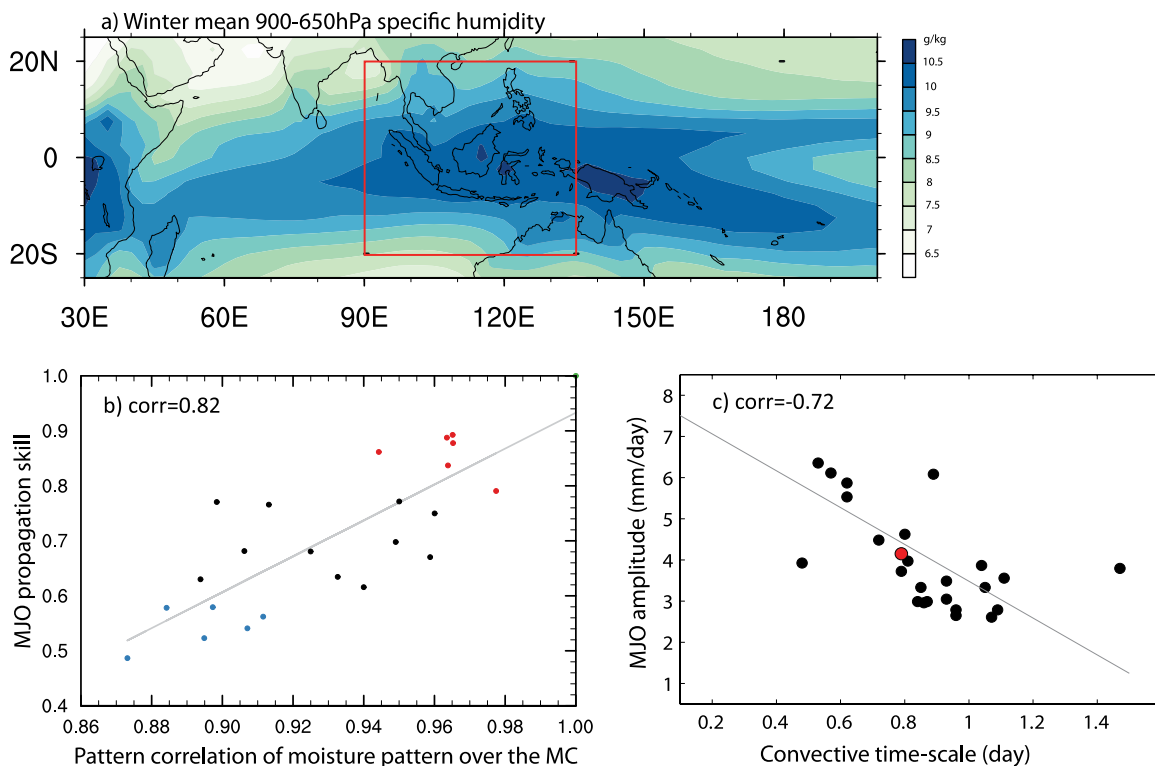 a) Winter mean 900-650hPa specific humidity
20N
0
20S
30E 60E 90E 120E 150E 180
g/kg
10.5
10
9.5
9
8.5
8
7.5
7
6.5
b) corr=0.82
MJO propagation skill
1.0
0.9
0.8
0.7
0.6
0.5
0.4
0.86 0.88 0.90 0.92 0.94 0.96 0.98 1.00
Pattern correlation of moisture pattern over the MC
c) corr=-0.72
MJO amplitude (mm/day)
8
7
6
5
4
3
2
1
0.2 0.4 0.6 0.8 1 1.2 1.4
Convective time-scale (day)